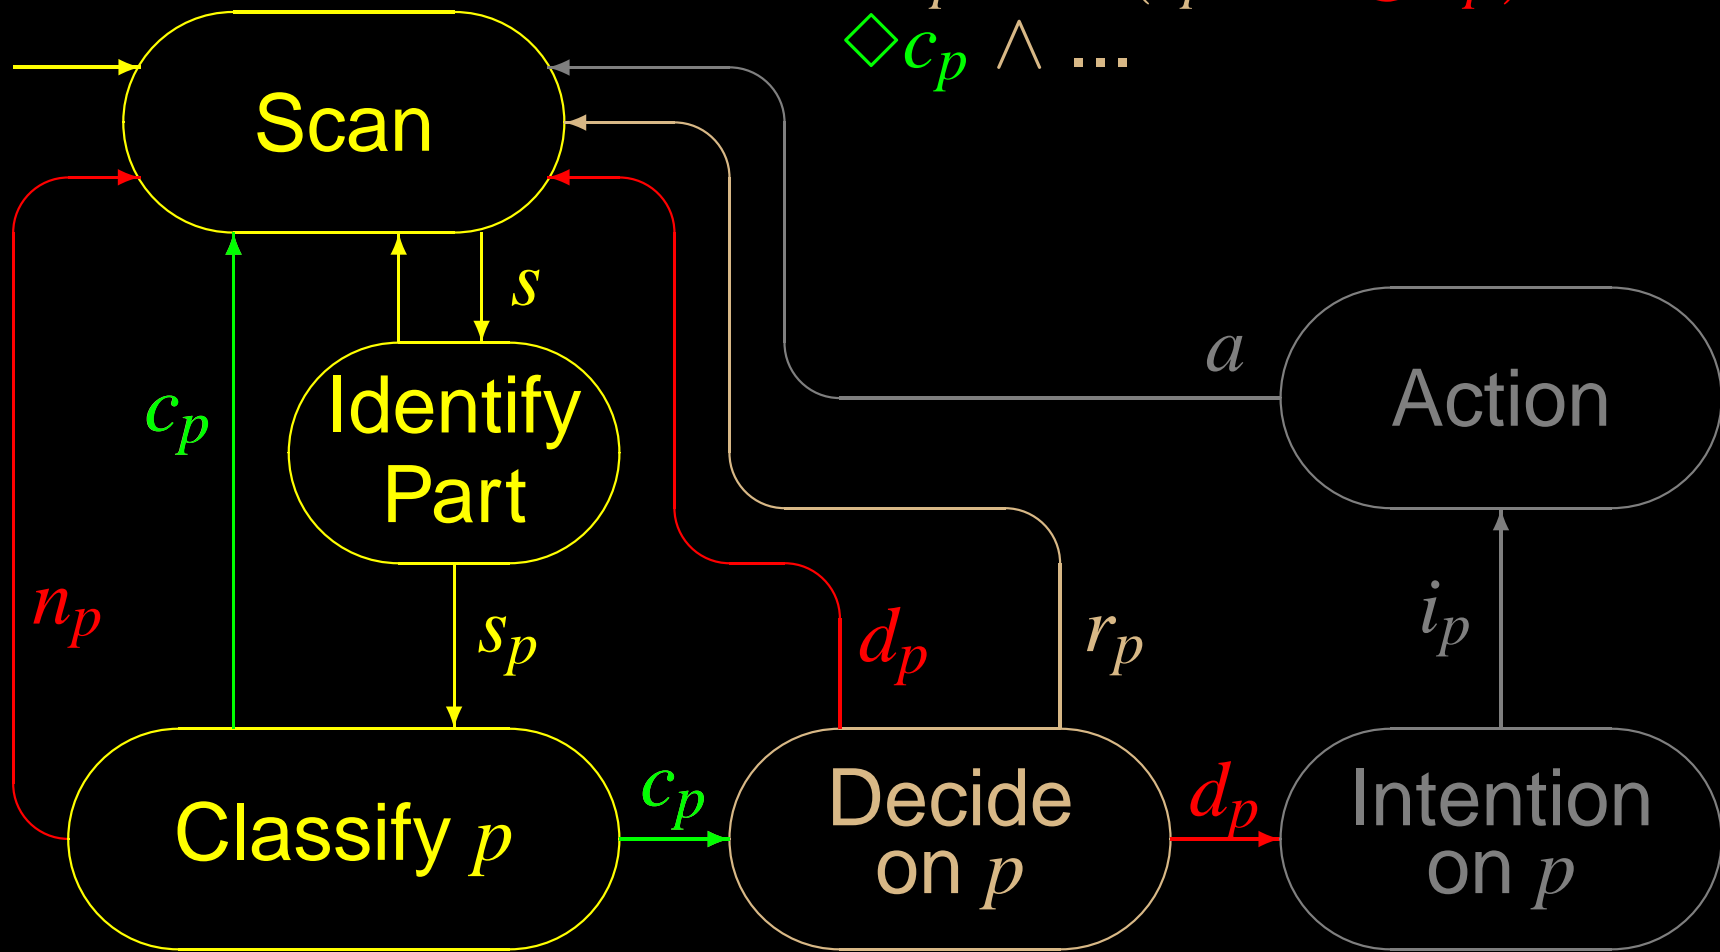 ◇c_p ∧ ...
Scan
s
a
Action
Identify
Part
c_p
n_p
s_p
d_p
r_p
i_p
Classify p
c_p
Decide
on p
d_p
Intention
on p